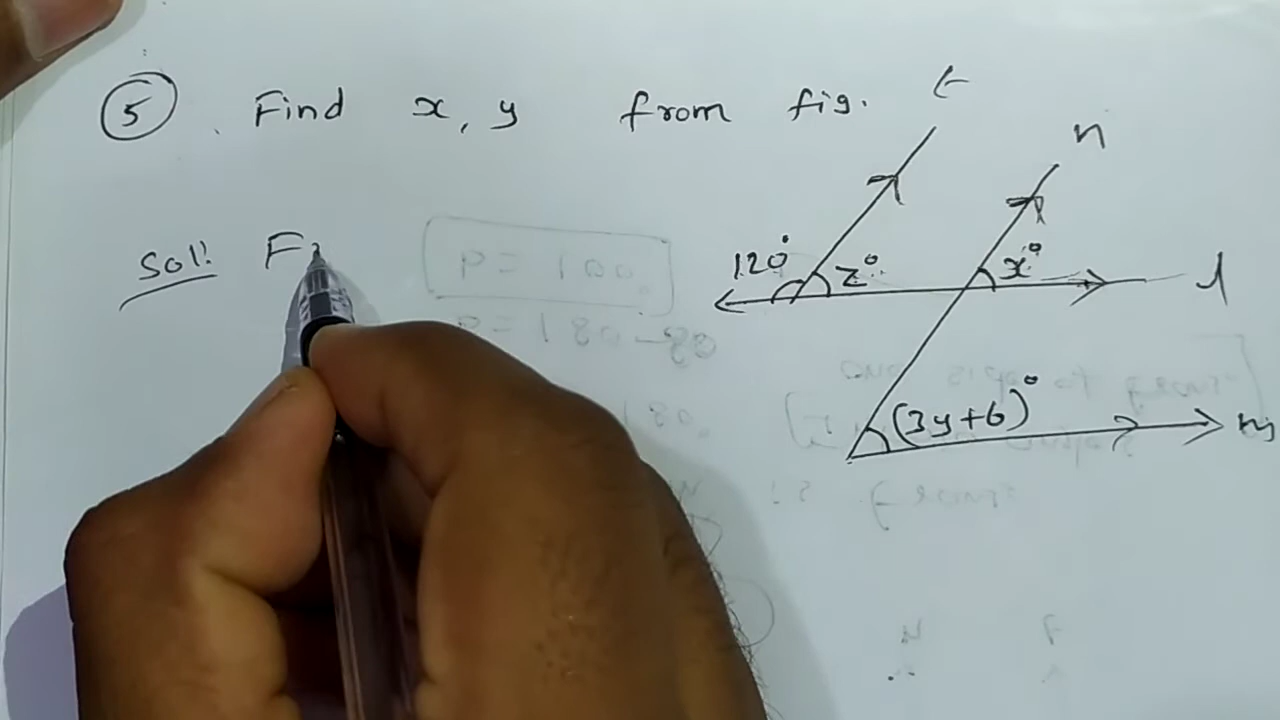 5 Find x, y from fig.
t
n
Sol:
120° z° x° l
(3y+6)° m